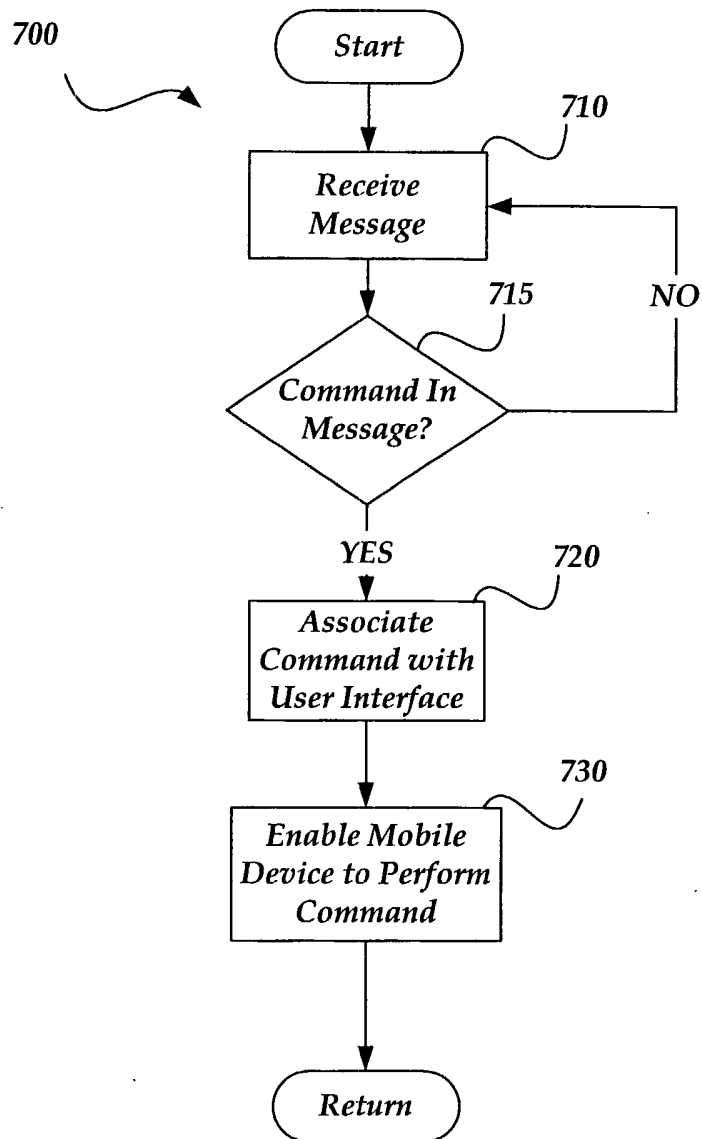 700
Start
710
Receive
Message
715
NO
Command In
Message?
YES
720
Associate
Command with
User Interface
730
Enable Mobile
Device to Perform
Command
Return